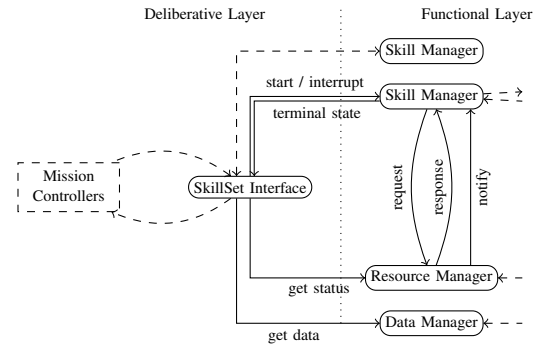 Deliberative Layer
Functional Layer
Skill Manager
start / interrupt
Skill Manager
terminal state
request
response
notify
Mission
Controllers
SkillSet Interface
Resource Manager
get status
Data Manager
get data